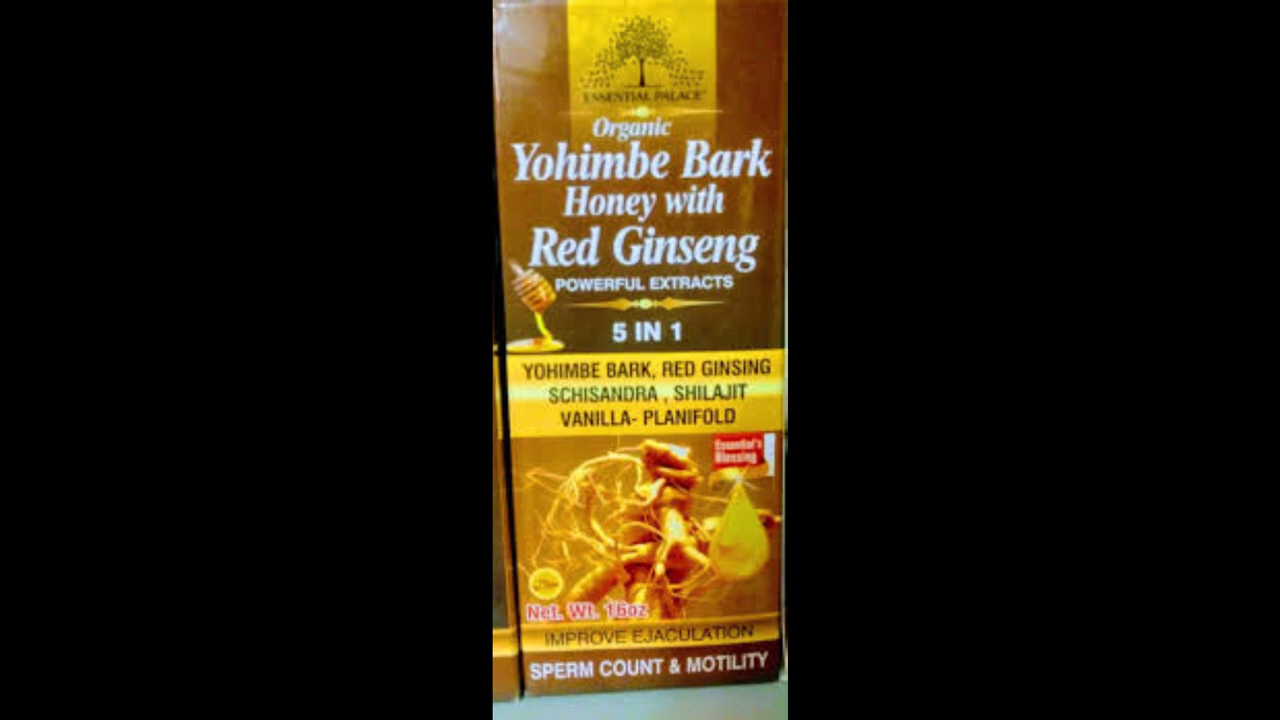 ESSENTIAL PALACE
Organic
Yohimbe Bark
Honey with
Red Ginseng
POWERFUL EXTRACTS
5 IN 1
YOHIMBE BARK, RED GINSING
SCHISANDRA , SHILAJIT
VANILLA- PLANIFOLD
Essential's
Blessing
Net. Wt. 16oz
IMPROVE EJACULATION
SPERM COUNT & MOTILITY